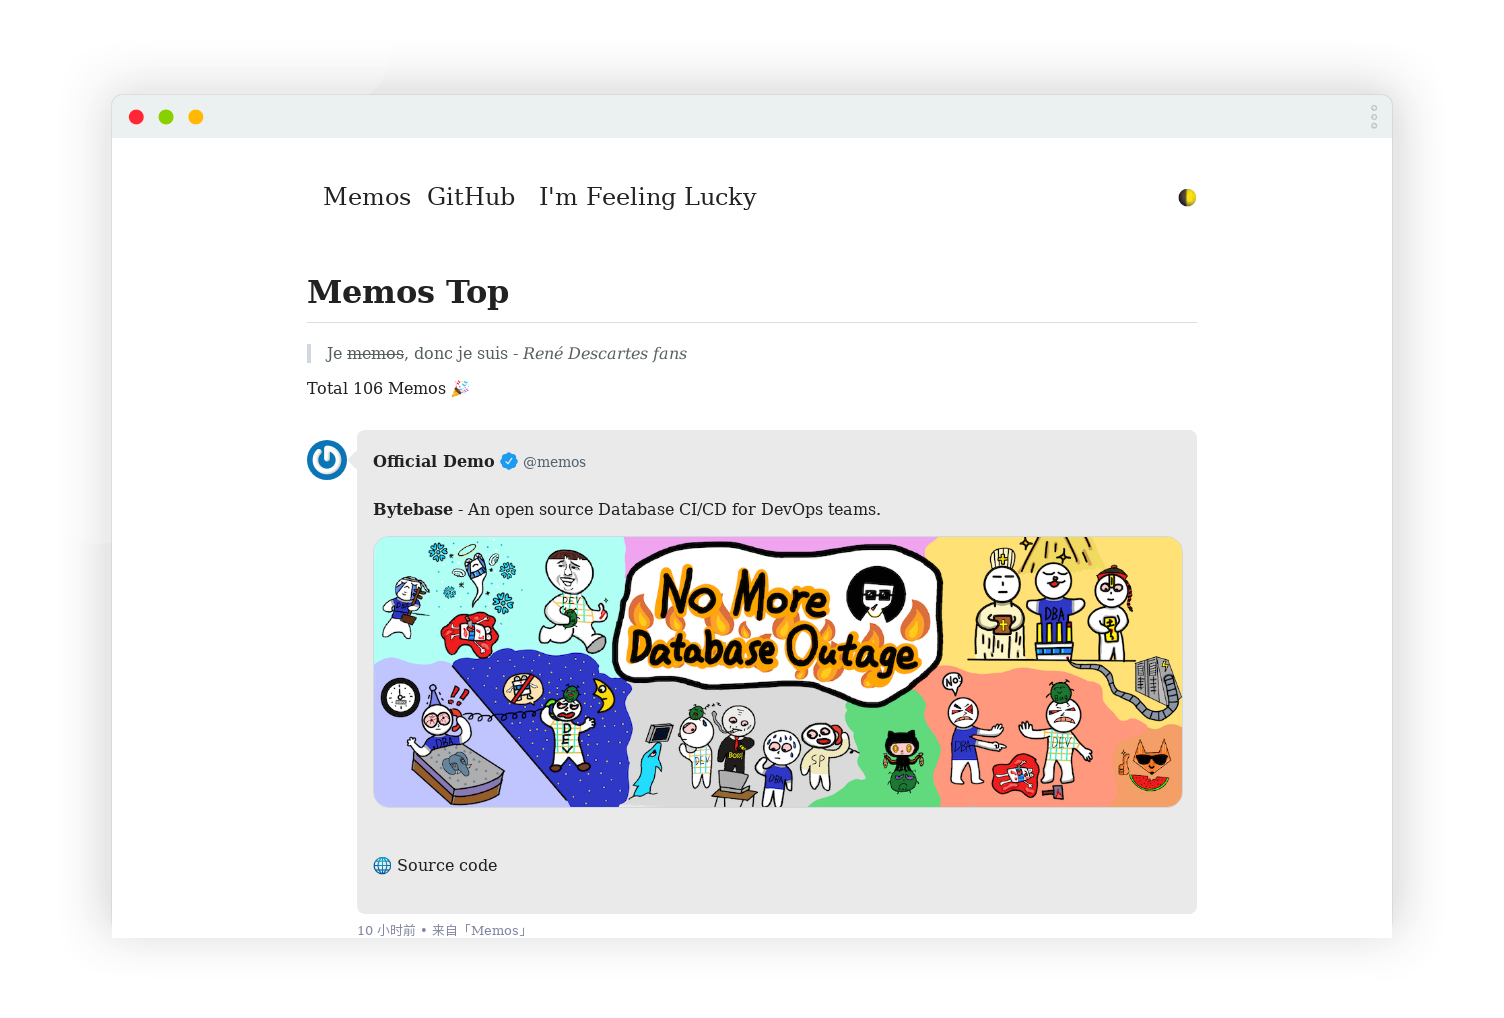 Memos GitHub I'm Feeling Lucky
Memos Top
Je memos, donc je suis - René Descartes fans
Total 106 Memos 🎉
Official Demo @memos
Bytebase - An open source Database CI/CD for DevOps teams.
No More
Database Outage
DEV
DBA
No!
DBA
DEV
DEV
DBA
BOSS
DEV
DBA
SP
🌐 Source code
10 小时前 • 来自「Memos」